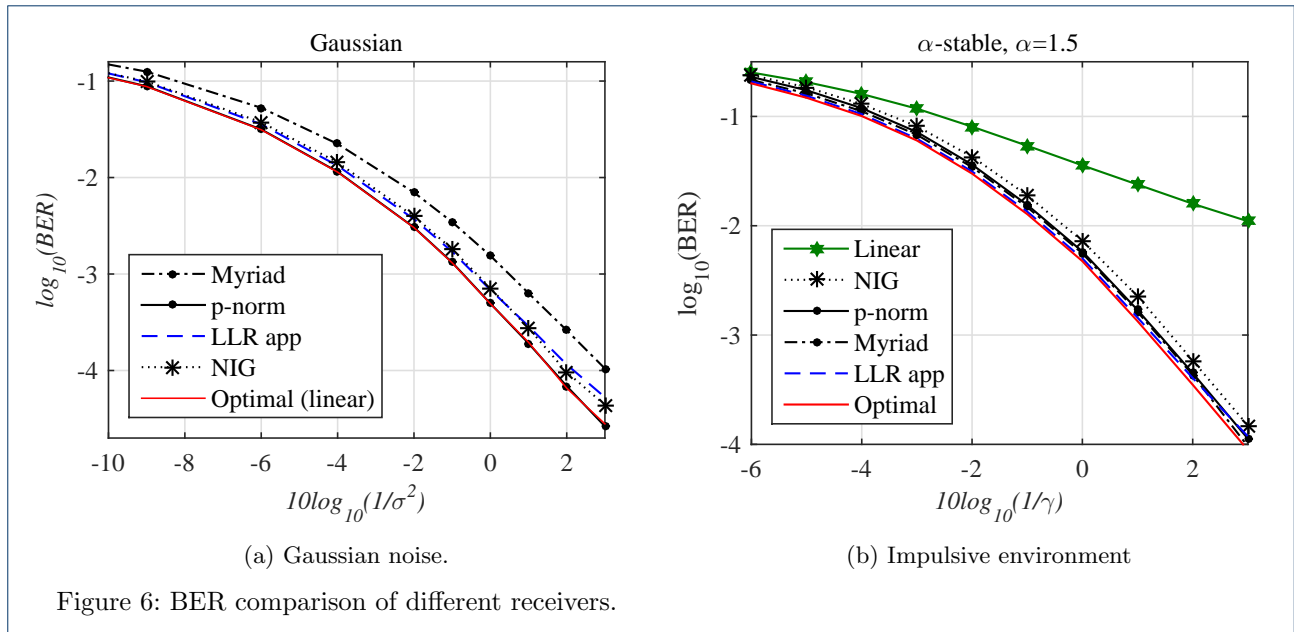 Gaussian
-1
-2
-3
-4
log10(BER)
Myriad
p-norm
LLR app
NIG
Optimal (linear)
-10 -8 -6 -4 -2 0 2
10log10(1/σ²)
(a) Gaussian noise.
α-stable, α=1.5
-1
-2
-3
-4
log10(BER)
Linear
NIG
p-norm
Myriad
LLR app
Optimal
-6 -4 -2 0 2
10log10(1/γ)
(b) Impulsive environment
Figure 6: BER comparison of different receivers.